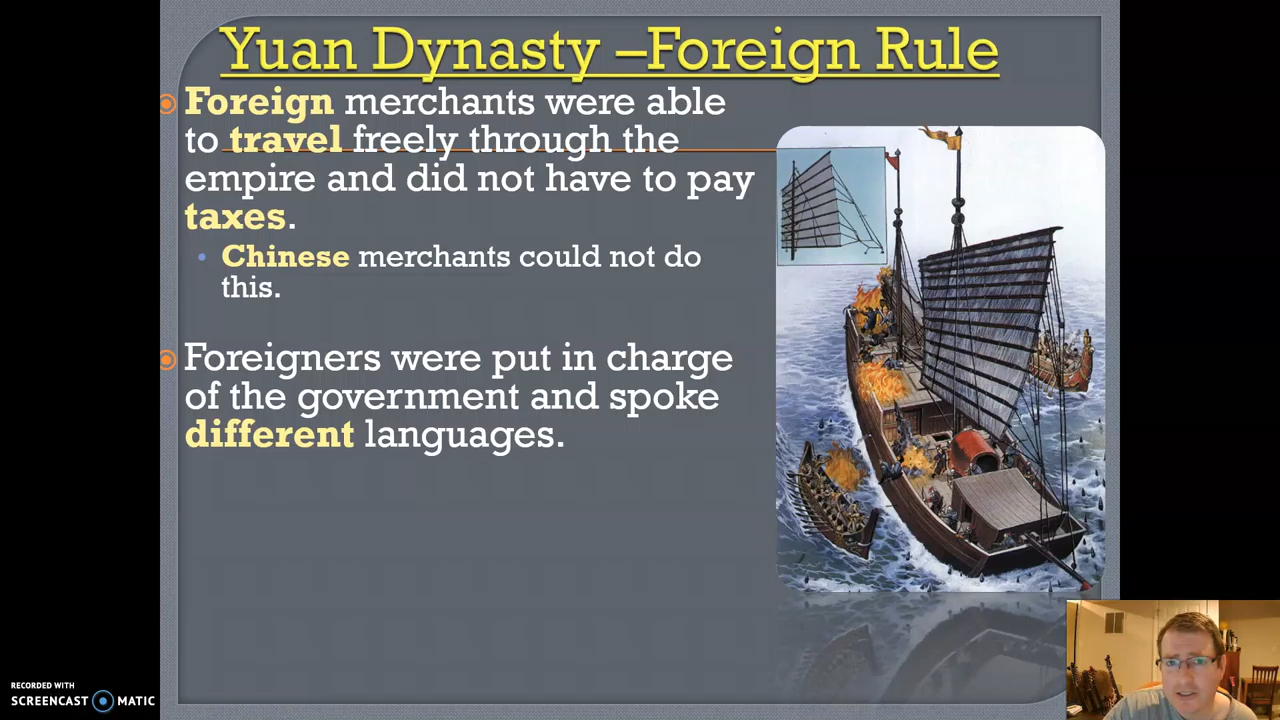 Yuan Dynasty –Foreign Rule
Foreign merchants were able
to travel freely through the
empire and did not have to pay
taxes.
Chinese merchants could not do
this.
Foreigners were put in charge
of the government and spoke
different languages.
RECORDED WITH
SCREENCAST MATIC